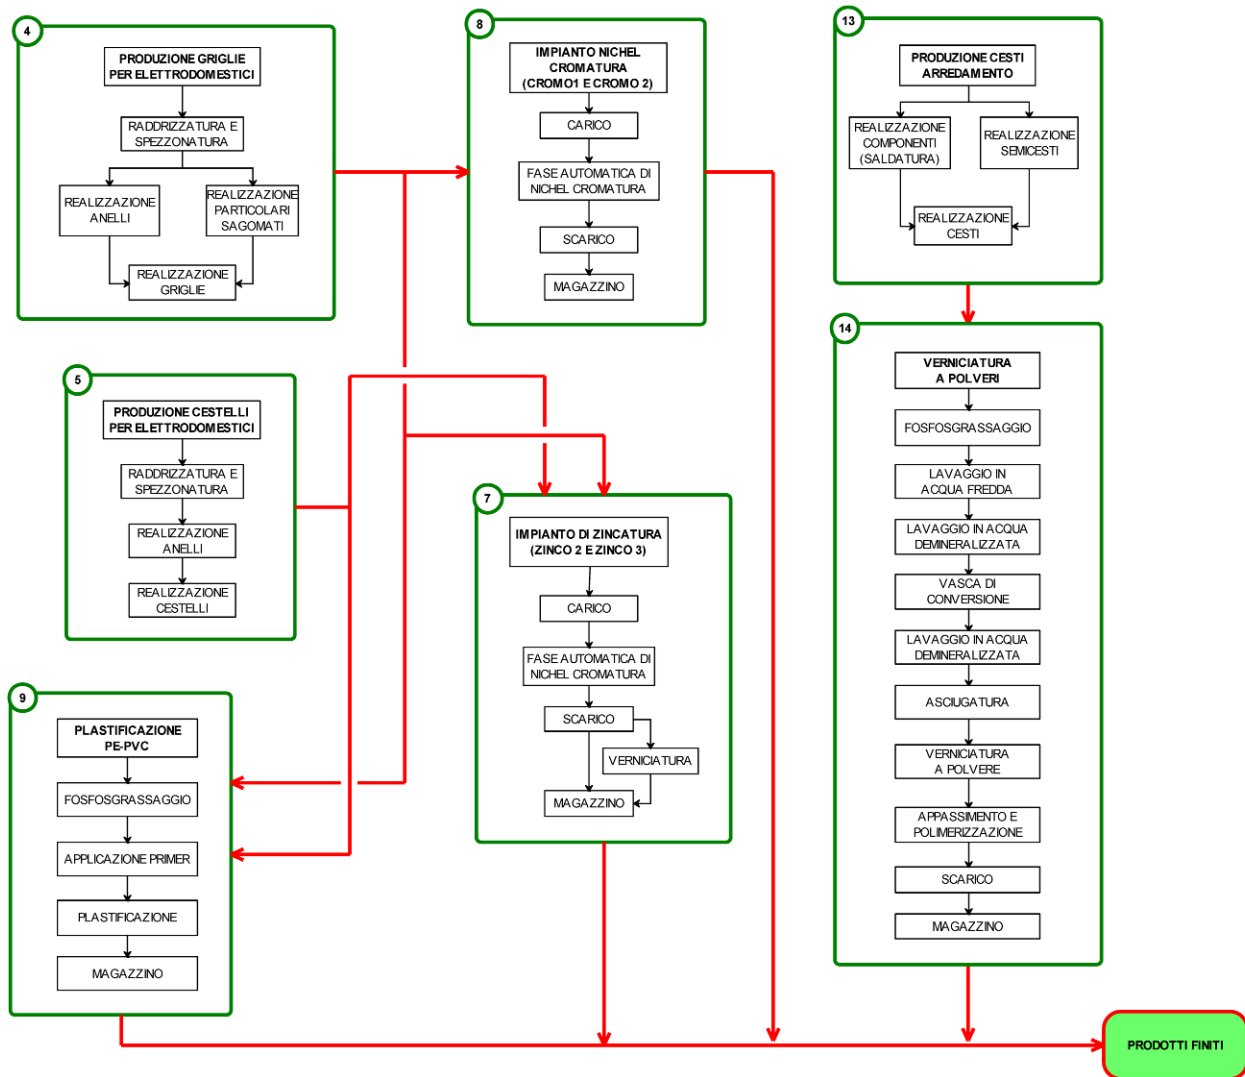 4
PRODUZIONE GRIGLIE
PER ELETTRODOMESTICI
RADDRIZZATURA E
SPEZZONATURA
REALIZZAZIONE
ANELLI
REALIZZAZIONE
PARTICOLARI
SAGOMATI
REALIZZAZIONE
GRIGLIE
8
IMPIANTO NICHEL
CROMATURA
(CROMO1 E CROMO 2)
CARICO
FASE AUTOMATICA DI
NICHEL CROMATURA
SCARICO
MAGAZZINO
13
PRODUZIONE CESTI
ARREDAMENTO
REALIZZAZIONE
COMPONENTI
(SALDATURA)
REALIZZAZIONE
SEMICESTI
REALIZZAZIONE
CESTI
5
PRODUZIONE CESTELLI
PER ELETTRODOMESTICI
RADDRIZZATURA E
SPEZZONATURA
REALIZZAZIONE
ANELLI
REALIZZAZIONE
CESTELLI
7
IMPIANTO DI ZINCATURA
(ZINCO 2 E ZINCO 3)
CARICO
FASE AUTOMATICA DI
NICHEL CROMATURA
SCARICO
VERNICIATURA
MAGAZZINO
14
VERNICIATURA
A POLVERI
FOSFOSGRASSAGGIO
LAVAGGIO IN
ACQUA FREDDA
LAVAGGIO IN ACQUA
DEMINERALIZZATA
VASCA DI
CONVERSIONE
LAVAGGIO IN ACQUA
DEMINERALIZZATA
ASCIUGATURA
VERNICIATURA
A POLVERE
APPASSIMENTO E
POLIMERIZZAZIONE
SCARICO
MAGAZZINO
9
PLASTIFICAZIONE
PE-PVC
FOSFOSGRASSAGGIO
APPLICAZIONE PRIMER
PLASTIFICAZIONE
MAGAZZINO
PRODOTTI FINITI